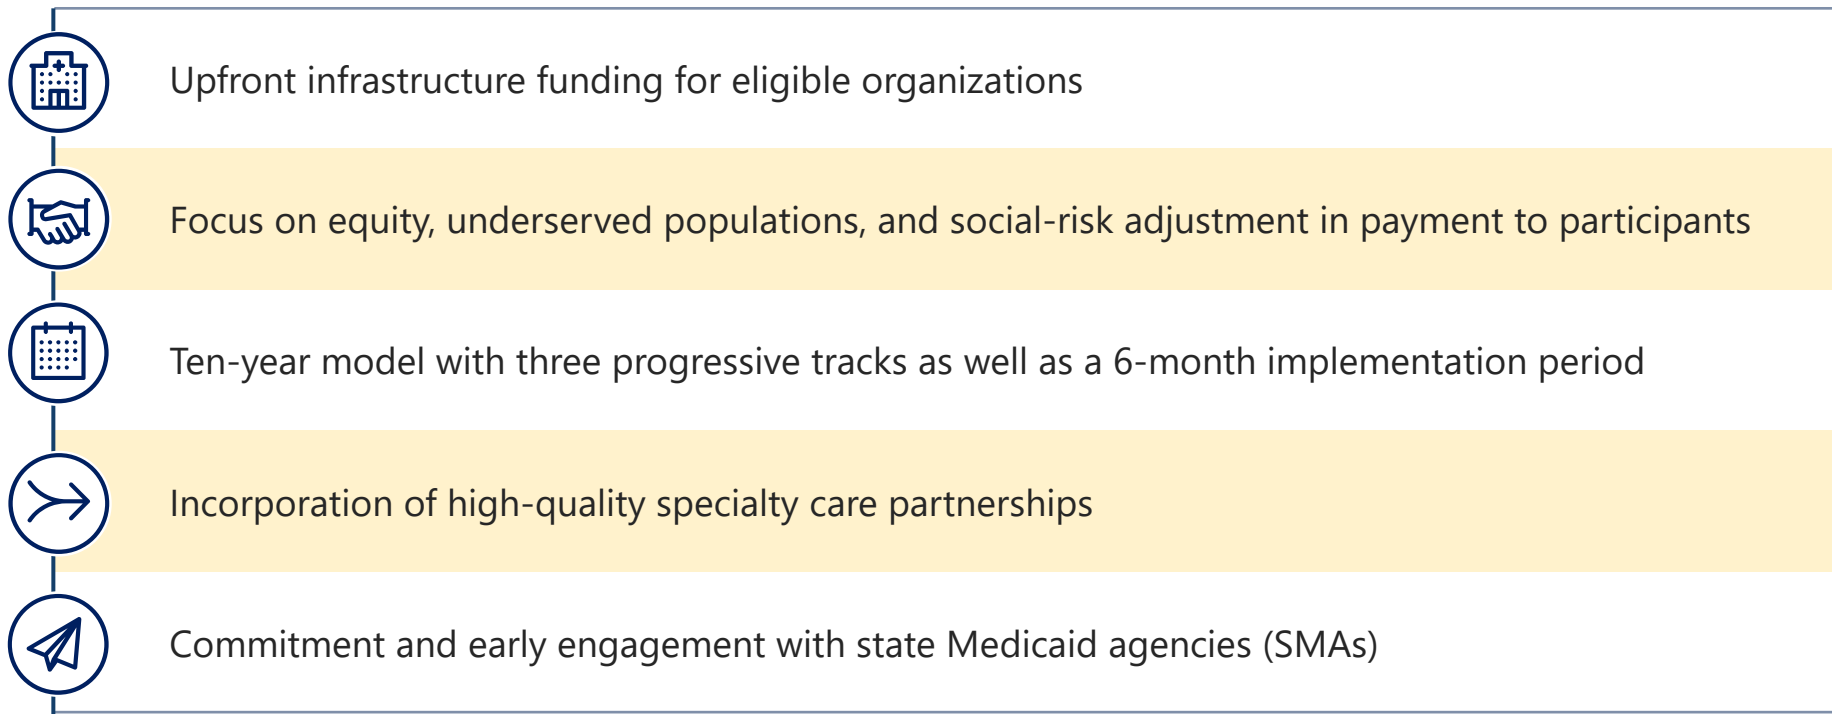 Upfront infrastructure funding for eligible organizations
Focus on equity, underserved populations, and social-risk adjustment in payment to participants
Ten-year model with three progressive tracks as well as a 6-month implementation period
Incorporation of high-quality specialty care partnerships
Commitment and early engagement with state Medicaid agencies (SMAs)